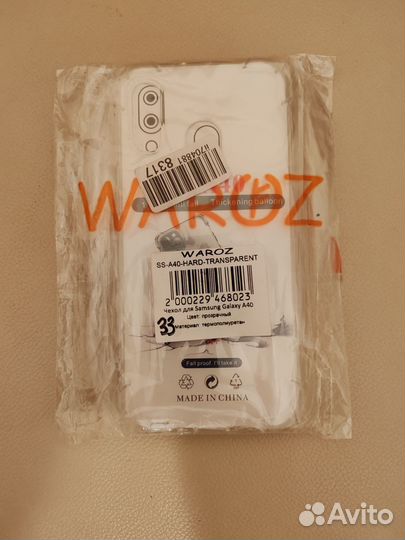 ii704881 8317
WAROZ
Thickening balloon
WAROZ
SS-A40-HARD-TRANSPARENT
2 000229 468023
Чехол для Samsung Galaxy A40
Цвет: прозрачный
33
Материал: термополиуретан
Fall proof I'll take it
MADE IN CHINA
Avito